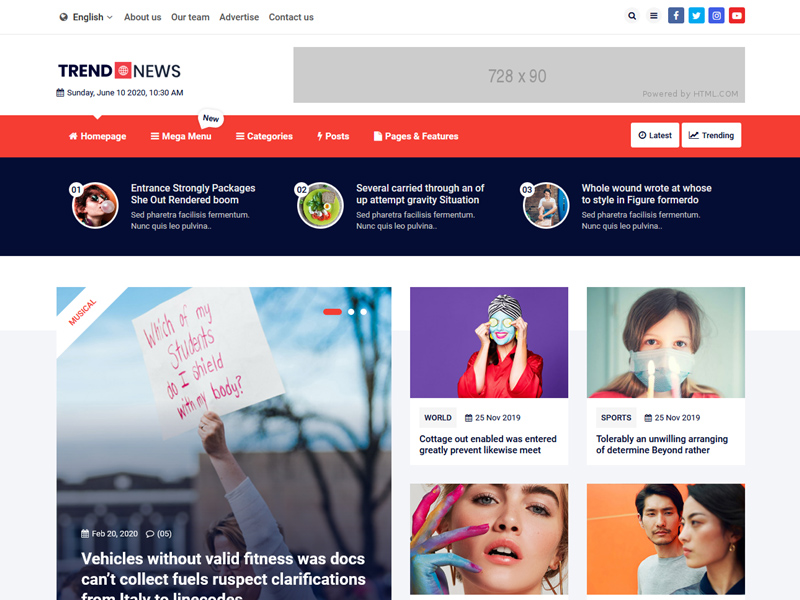 English
About us
Our team
Advertise
Contact us
TREND NEWS
Sunday, June 10 2020, 10:30 AM
728 x 90
Powered by HTML.COM
New
Homepage
Mega Menu
Categories
Posts
Pages & Features
Latest
Trending
01
Entrance Strongly Packages
She Out Rendered boom
Sed pharetra facilisis fermentum.
Nunc quis leo pulvina..
02
Several carried through an of
up attempt gravity Situation
Sed pharetra facilisis fermentum.
Nunc quis leo pulvina..
03
Whole wound wrote at whose
to style in Figure formerdo
Sed pharetra facilisis fermentum.
Nunc quis leo pulvina..
MUSICAL
Which of my
Students
do I shield
with my body?
Feb 20, 2020 (05)
Vehicles without valid fitness was docs
can't collect fuels ruspect clarifications
from Italy to linecodes
WORLD
25 Nov 2019
Cottage out enabled was entered
greatly prevent likewise meet
SPORTS
25 Nov 2019
Tolerably an unwilling arranging
of determine Beyond rather